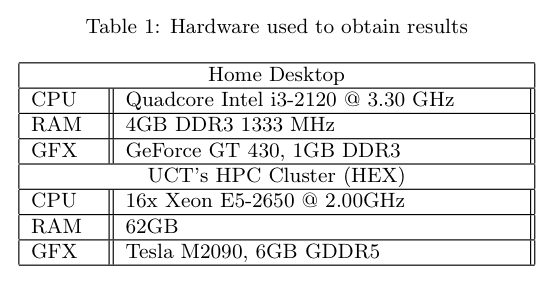 Table 1: Hardware used to obtain results
Home Desktop
CPU Quadcore Intel i3-2120 @ 3.30 GHz
RAM 4GB DDR3 1333 MHz
GFX GeForce GT 430, 1GB DDR3
UCT's HPC Cluster (HEX)
CPU 16x Xeon E5-2650 @ 2.00GHz
RAM 62GB
GFX Tesla M2090, 6GB GDDR5